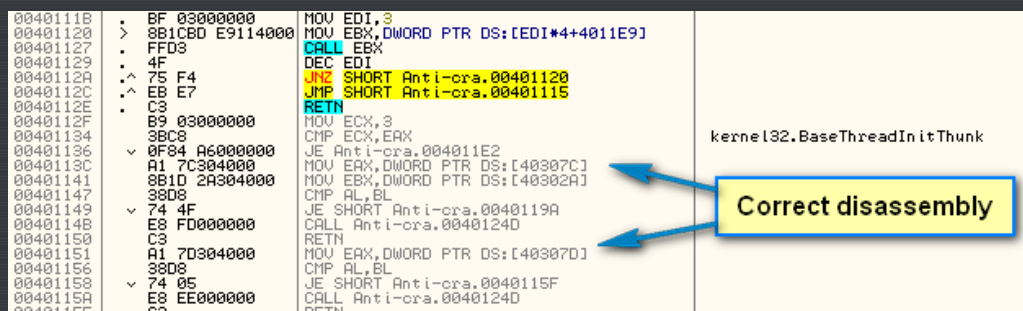 0040111B . BF 03000000 MOV EDI,3
00401120 > 8B1CBD E9114000 MOV EBX,DWORD PTR DS:[EDI*4+4011E9]
00401127 . FFD3 CALL EBX
00401129 . 4F DEC EDI
0040112A .^ 75 F4 JNZ SHORT Anti-cra.00401120
0040112C .^ EB E7 JMP SHORT Anti-cra.00401115
0040112E . C3 RETN
0040112F B9 03000000 MOV ECX,3
00401134 3BC8 CMP ECX,EAX kernel32.BaseThreadInitThunk
00401136 v 0F84 A6000000 JE Anti-cra.004011E2
0040113C A1 7C304000 MOV EAX,DWORD PTR DS:[40307C]
00401141 8B1D 2A304000 MOV EBX,DWORD PTR DS:[40302A]
00401147 38D8 CMP AL,BL
00401149 v 74 4F JE SHORT Anti-cra.0040119A
0040114B E8 FD000000 CALL Anti-cra.0040124D
00401150 C3 RETN
00401151 A1 7D304000 MOV EAX,DWORD PTR DS:[40307D]
00401156 38D8 CMP AL,BL
00401158 v 74 05 JE SHORT Anti-cra.0040115F
0040115A E8 EE000000 CALL Anti-cra.0040124D
Correct disassembly